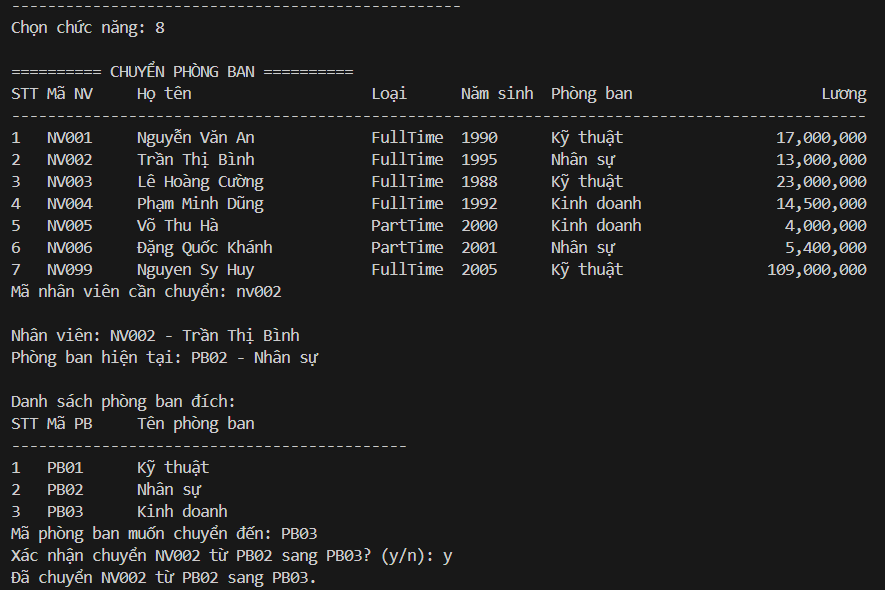 --------------------------------------------------
Chọn chức năng: 8
========== CHUYỂN PHÒNG BAN ==========
STT Mã NV Họ tên Loại Năm sinh Phòng ban Lương
-----------------------------------------------------------------------------------------------
1 NV001 Nguyễn Văn An FullTime 1990 Kỹ thuật 17,000,000
2 NV002 Trần Thị Bình FullTime 1995 Nhân sự 13,000,000
3 NV003 Lê Hoàng Cường FullTime 1988 Kỹ thuật 23,000,000
4 NV004 Phạm Minh Dũng FullTime 1992 Kinh doanh 14,500,000
5 NV005 Võ Thu Hà PartTime 2000 Kinh doanh 4,000,000
6 NV006 Đặng Quốc Khánh PartTime 2001 Nhân sự 5,400,000
7 NV099 Nguyen Sy Huy FullTime 2005 Kỹ thuật 109,000,000
Mã nhân viên cần chuyển: nv002
Nhân viên: NV002 - Trần Thị Bình
Phòng ban hiện tại: PB02 - Nhân sự
Danh sách phòng ban đích:
STT Mã PB Tên phòng ban
--------------------------------------------
1 PB01 Kỹ thuật
2 PB02 Nhân sự
3 PB03 Kinh doanh
Mã phòng ban muốn chuyển đến: PB03
Xác nhận chuyển NV002 từ PB02 sang PB03? (y/n): y
Đã chuyển NV002 từ PB02 sang PB03.